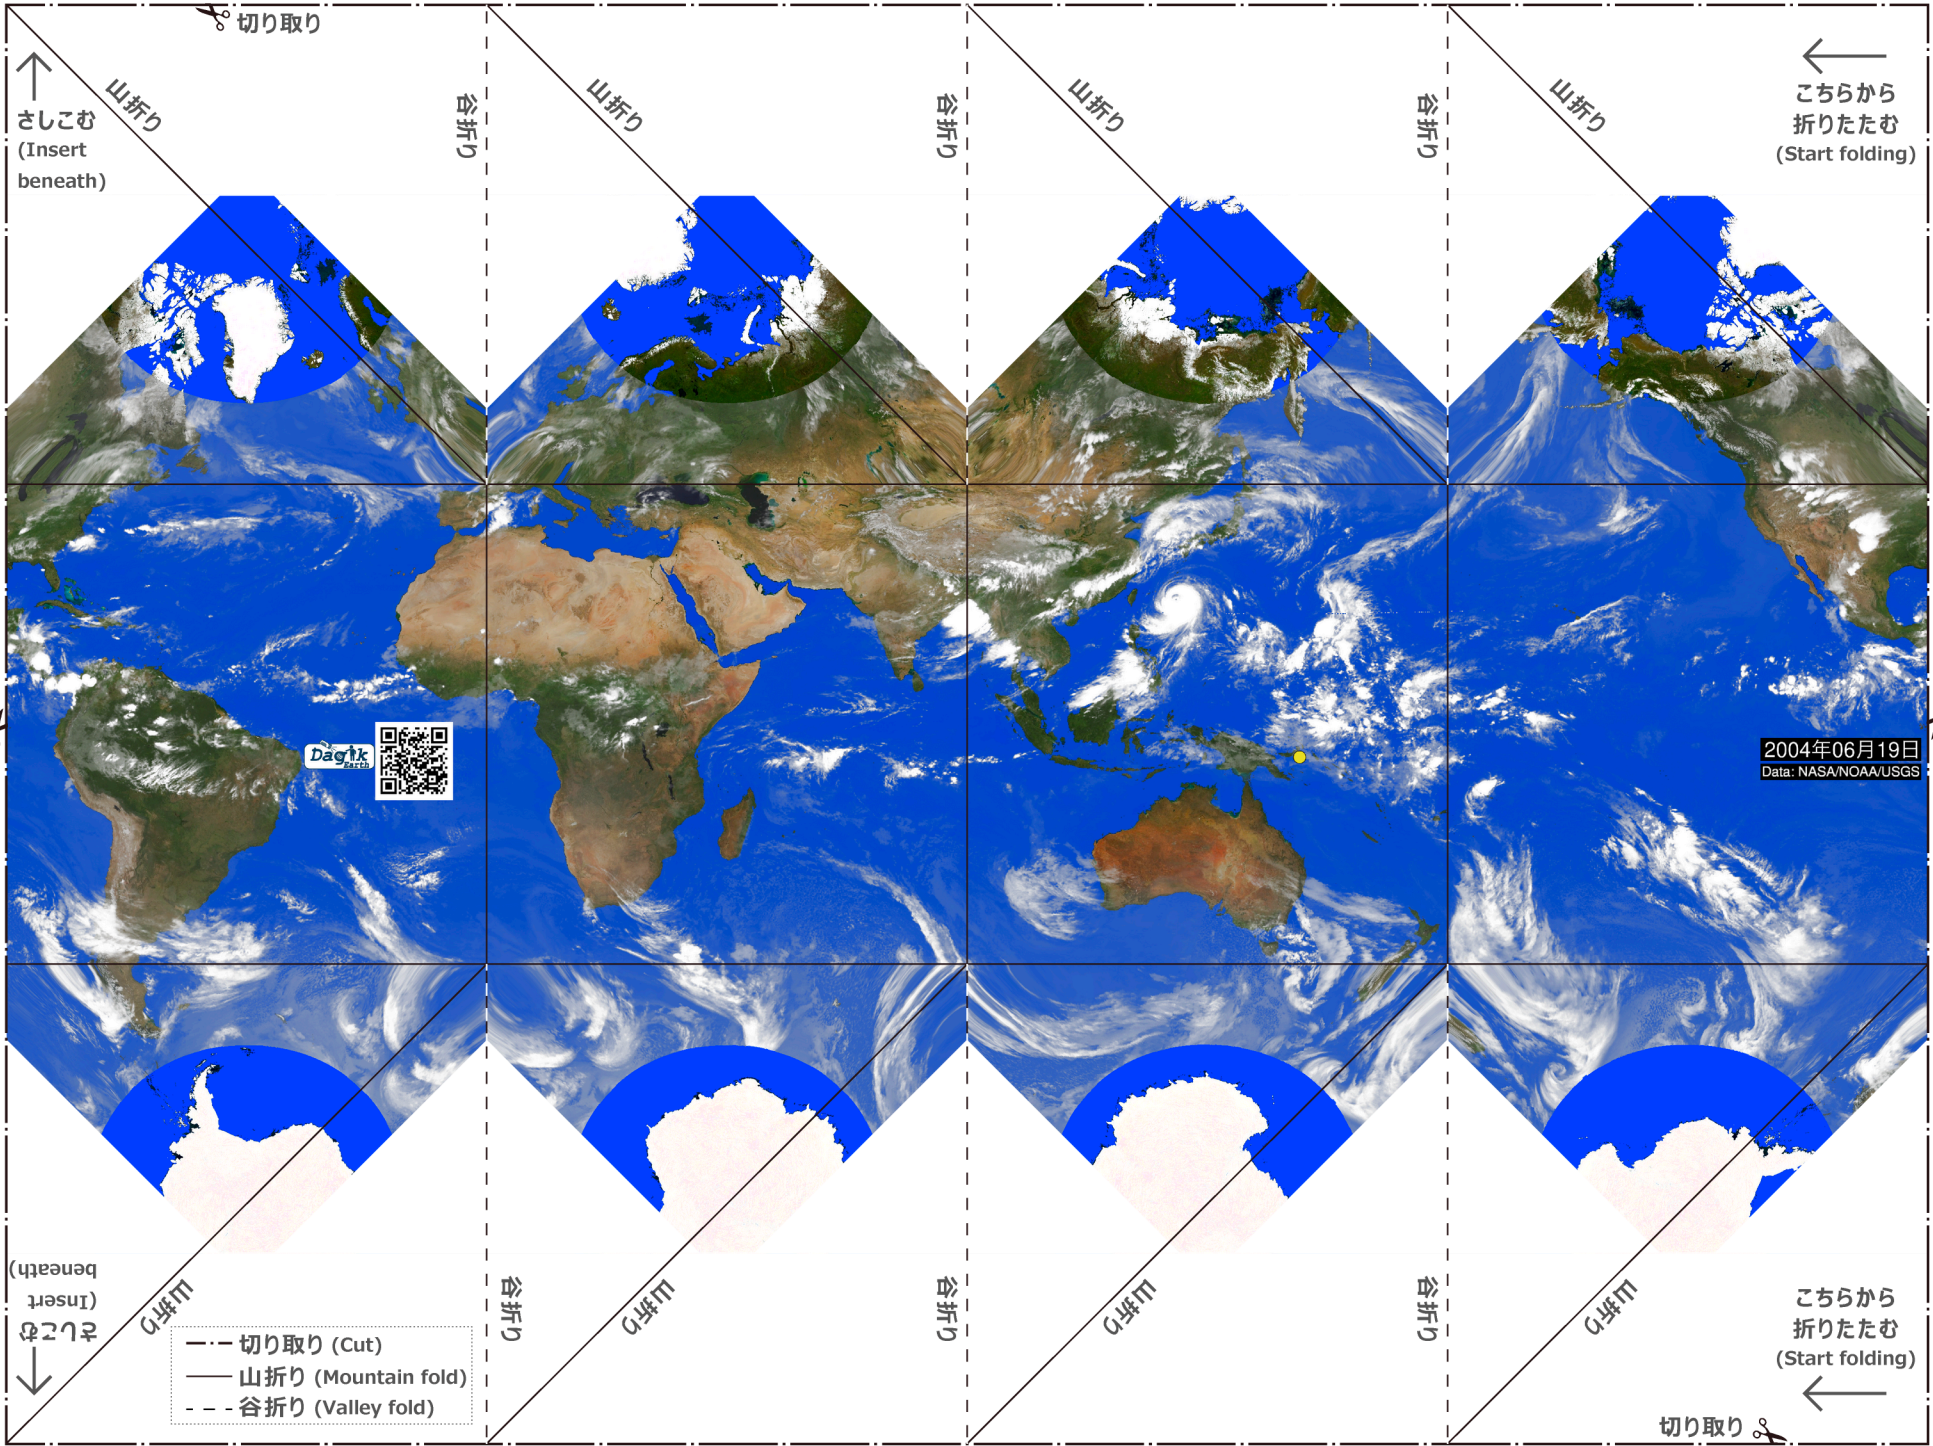 切り取り
山折り
谷折り
山折り
谷折り
山折り
谷折り
山折り
さしこむ
(Insert
beneath)
こちらから
折りたたむ
(Start folding)
Dagik
Earth
2004年06月19日
Data: NASA/NOAA/USGS
さしこむ
(Insert
beneath)
山折り
谷折り
山折り
谷折り
山折り
谷折り
山折り
こちらから
折りたたむ
(Start folding)
切り取り (Cut)
山折り (Mountain fold)
谷折り (Valley fold)
切り取り